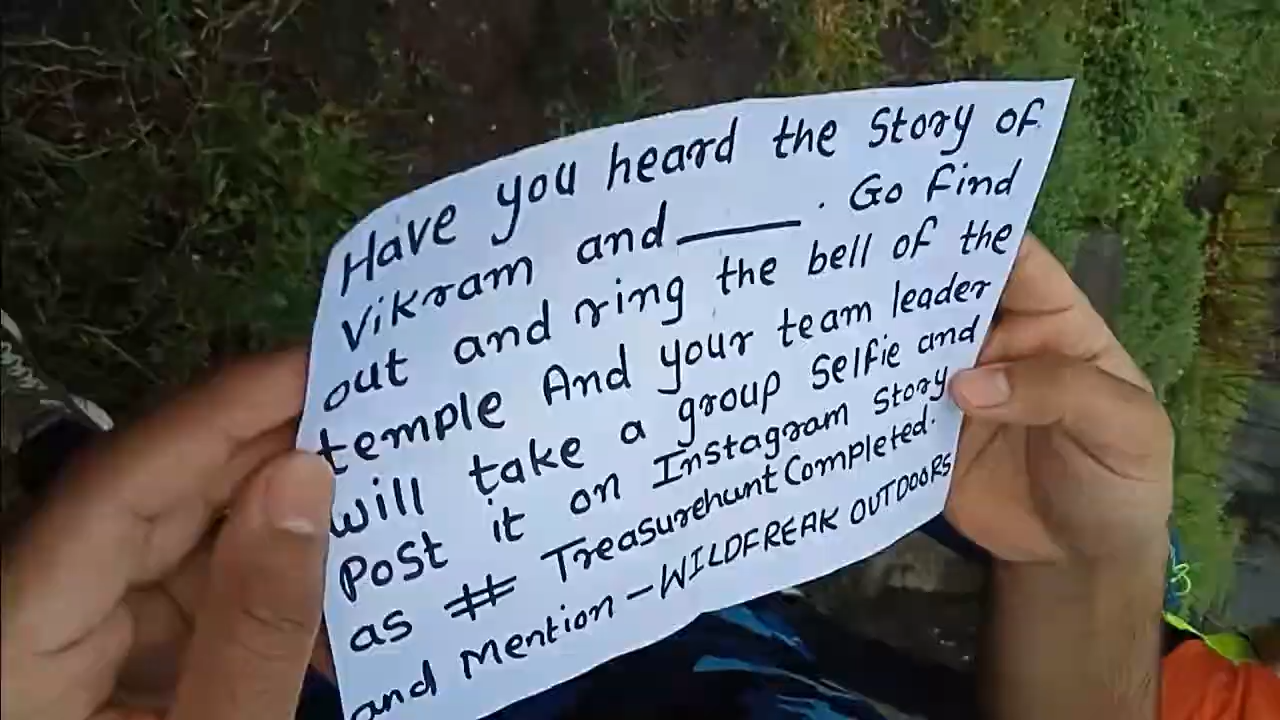 Have you heard the Story of
Vikram and ____. Go find
out and ring the bell of the
temple And your team leader
will take a group Selfie and
Post it on Instagram Story
as # Treasurehunt Completed.
and Mention - WILDFREAK OUTDOORS